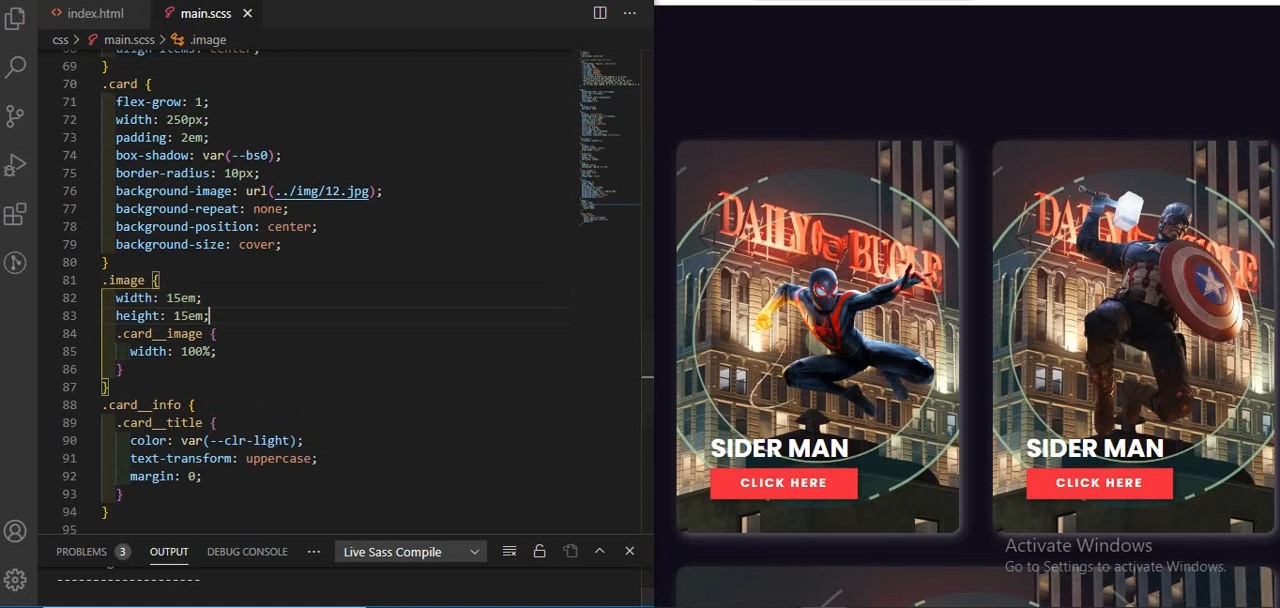 index.html
main.scss
css > main.scss > .image
69 }
70 .card {
71 flex-grow: 1;
72 width: 250px;
73 padding: 2em;
74 box-shadow: var(--bs0);
75 border-radius: 10px;
76 background-image: url(../img/12.jpg);
77 background-repeat: none;
78 background-position: center;
79 background-size: cover;
80 }
81 .image {
82 width: 15em;
83 height: 15em;
84 .card__image {
85 width: 100%;
86 }
87 }
88 .card__info {
89 .card__title {
90 color: var(--clr-light);
91 text-transform: uppercase;
92 margin: 0;
93 }
94 }
95
PROBLEMS 3 OUTPUT DEBUG CONSOLE ··· Live Sass Compile
--------------------
DAILY BUGLE
SIDER MAN
CLICK HERE
SIDER MAN
CLICK HERE
Activate Windows
Go to Settings to activate Windows.